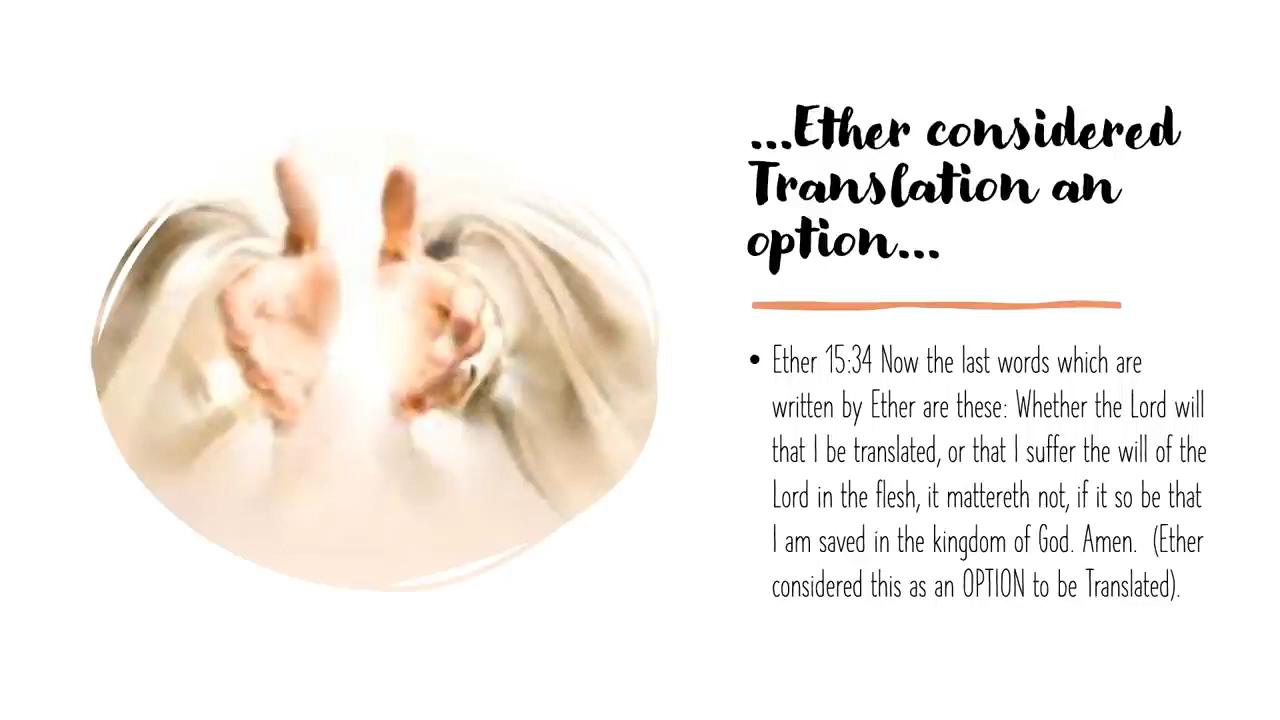 ...Ether considered
Translation an
option...
• Ether 15:34 Now the last words which are
written by Ether are these: Whether the Lord will
that I be translated, or that I suffer the will of the
Lord in the flesh, it mattereth not, if it so be that
I am saved in the kingdom of God. Amen.  (Ether
considered this as an OPTION to be Translated).